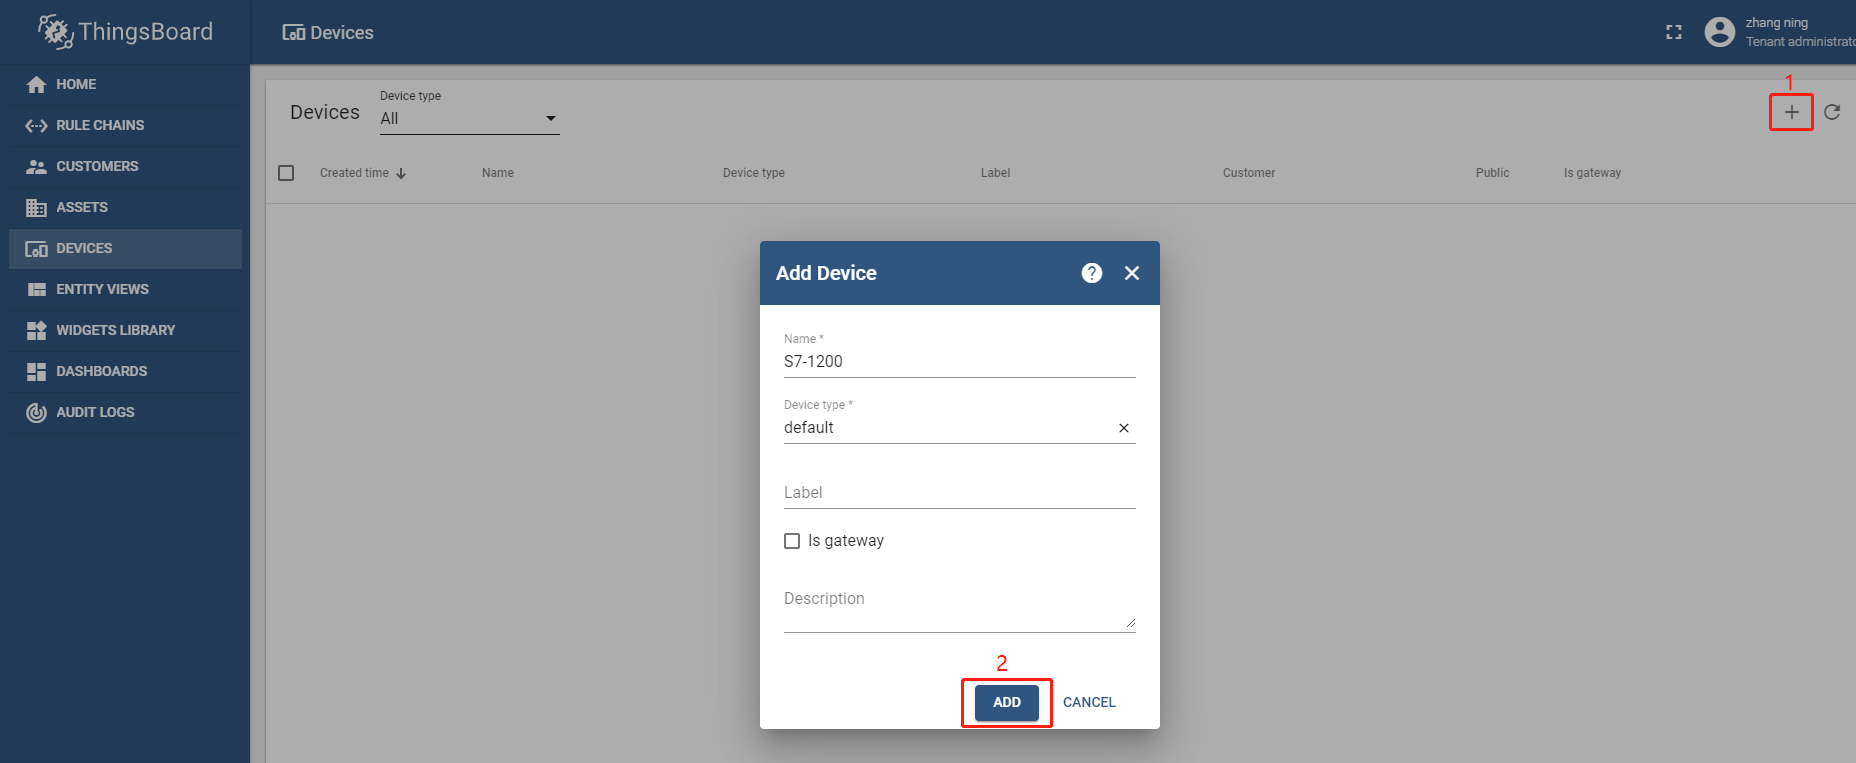 ThingsBoard
Devices
zhang ning
Tenant administrato
HOME
RULE CHAINS
CUSTOMERS
ASSETS
DEVICES
ENTITY VIEWS
WIDGETS LIBRARY
DASHBOARDS
AUDIT LOGS
1
Devices
Device type
All
Created time
Name
Device type
Label
Customer
Public
Is gateway
Add Device
Name *
S7-1200
Device type *
default
Label
Is gateway
Description
2
ADD
CANCEL